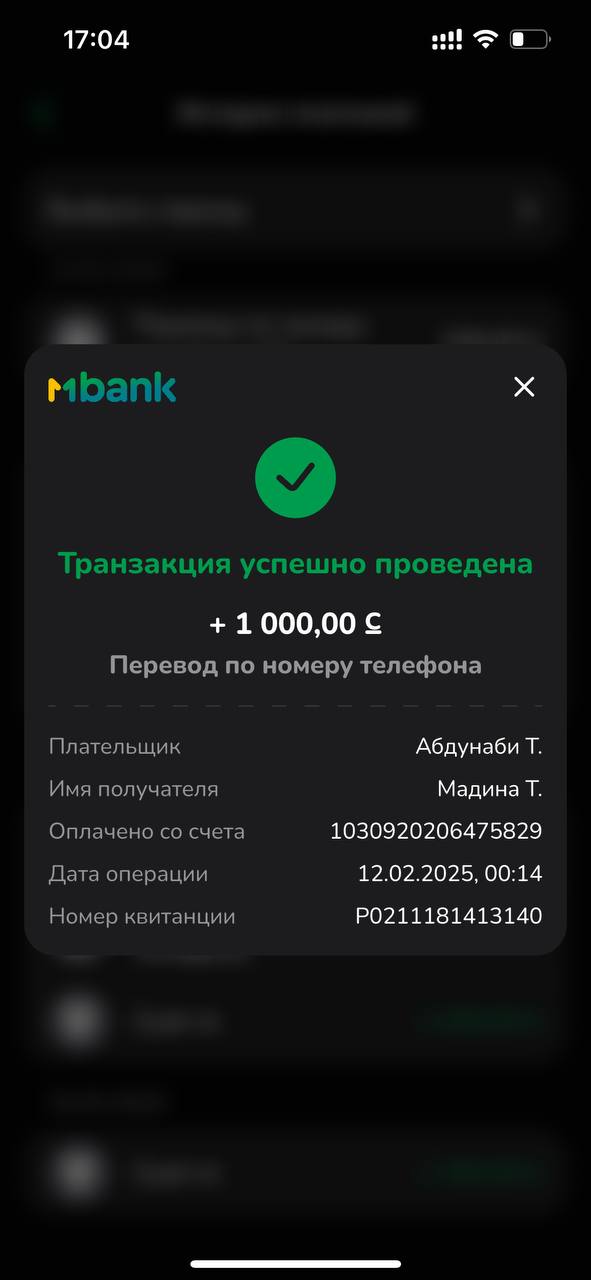 17:04
Mbank
Транзакция успешно проведена
+ 1 000,00 С
Перевод по номеру телефона
Плательщик Абдунаби Т.
Имя получателя Мадина Т.
Оплачено со счета 1030920206475829
Дата операции 12.02.2025, 00:14
Номер квитанции P0211181413140